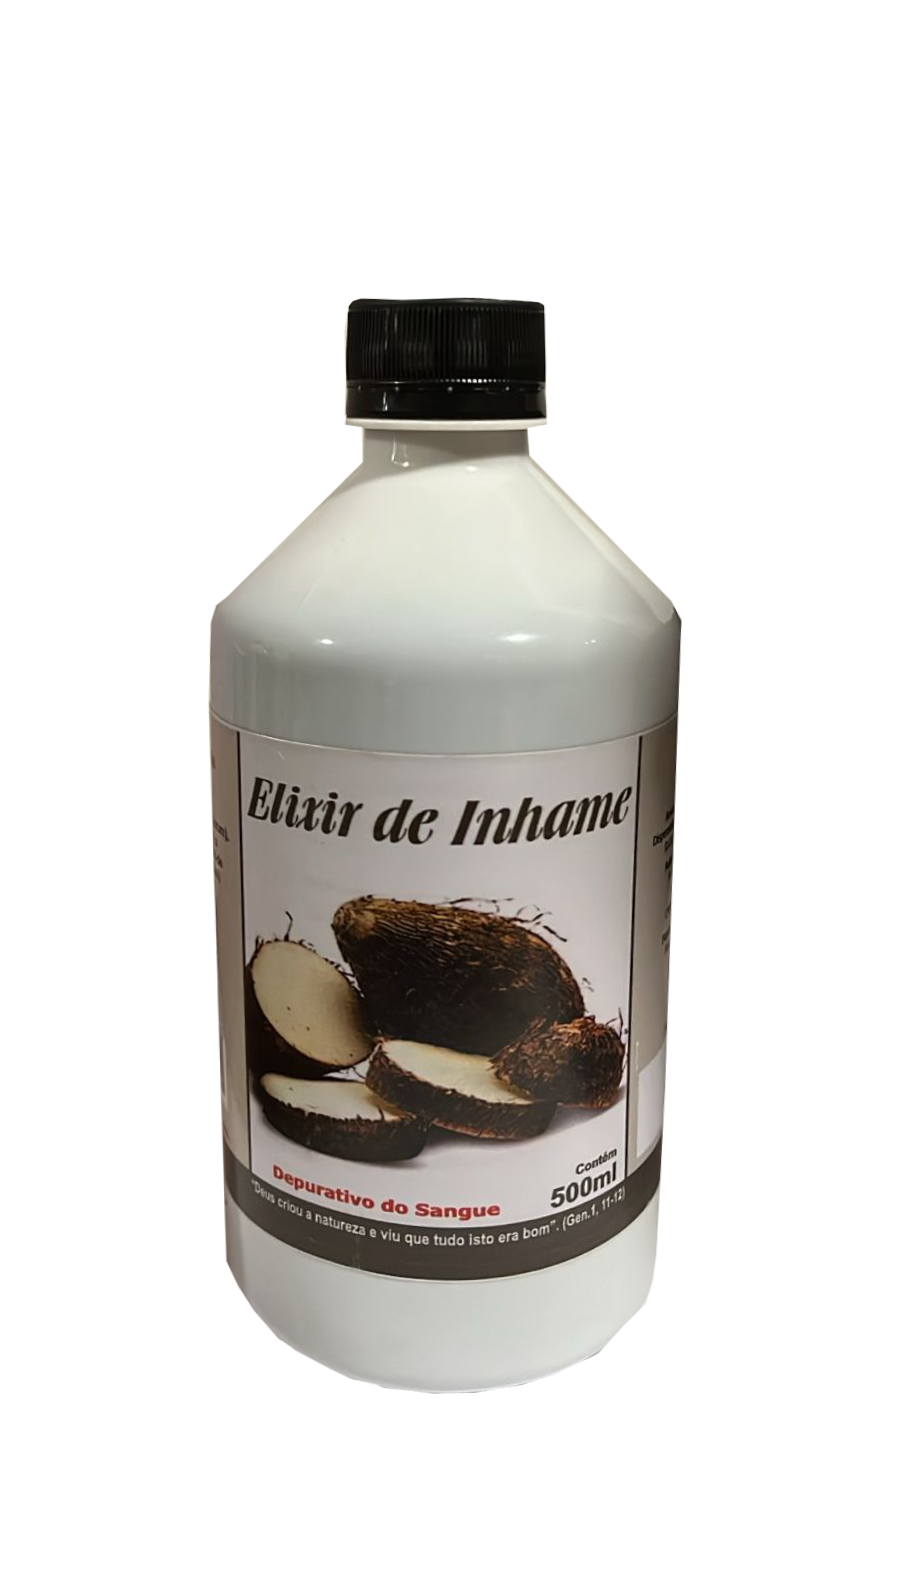 Elixir de Inhame
Depurativo do Sangue
Contém
500ml
"Deus criou a natureza e viu que tudo isto era bom". (Gen.1, 11-12)